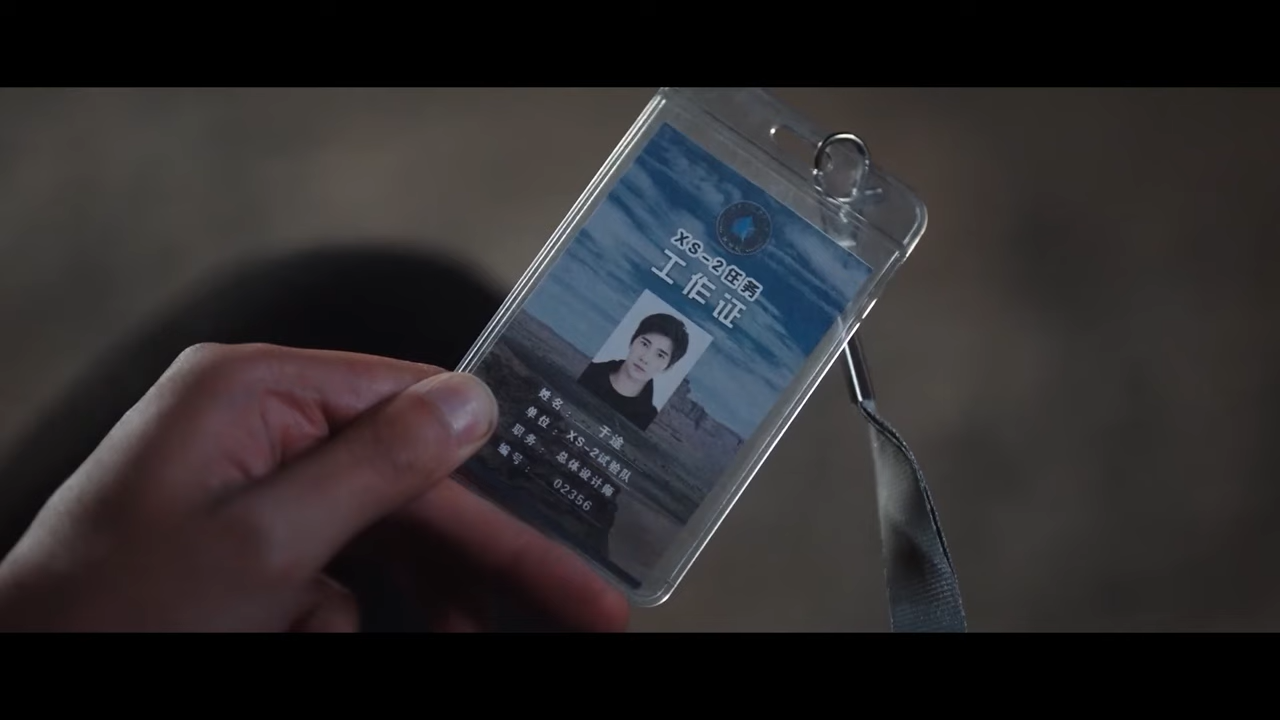 XS-2任务
工作证
姓名： 于途
单位：XS-2试验队
职务： 总体设计师
编号： 02356